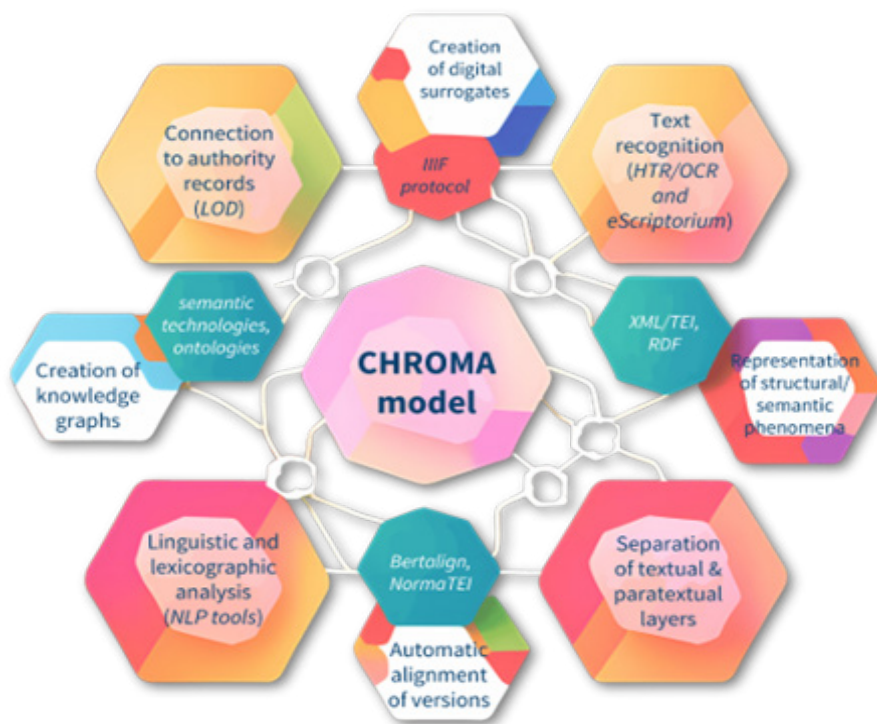 Creation
of digital
surrogates
IIIF
protocol
Connection
to authority
records
(LOD)
Text
recognition
(HTR/OCR
and
eScriptorium)
semantic
technologies,
ontologies
Creation of
knowledge
graphs
CHROMA
model
XML/TEI,
RDF
Representation
of structural/
semantic
phenomena
Linguistic and
lexicographic
analysis
(NLP tools)
Bertalign,
NormaTEI
Automatic
alignment
of versions
Separation
of textual &
paratextual
layers